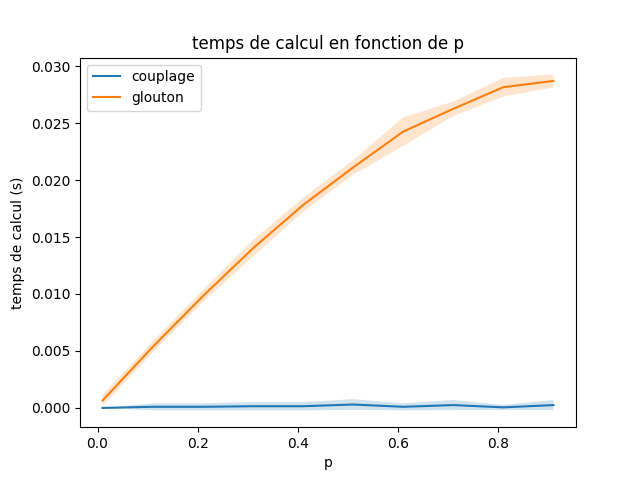 temps de calcul en fonction de p
couplage
glouton
temps de calcul (s)
0.030
0.025
0.020
0.015
0.010
0.005
0.000
0.0 0.2 0.4 0.6 0.8
p